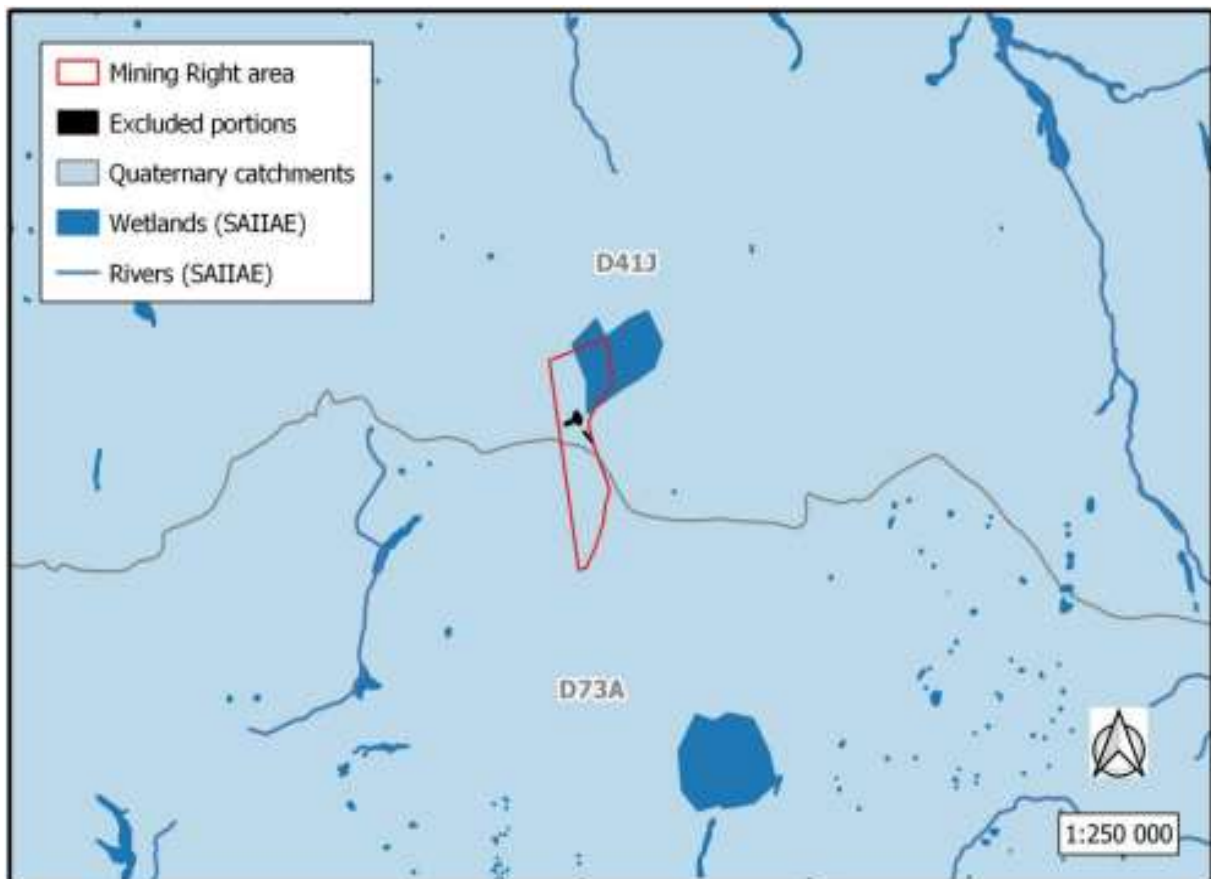 Mining Right area
Excluded portions
Quaternary catchments
Wetlands (SAIIAE)
Rivers (SAIIAE)
D41J
D73A
1:250 000